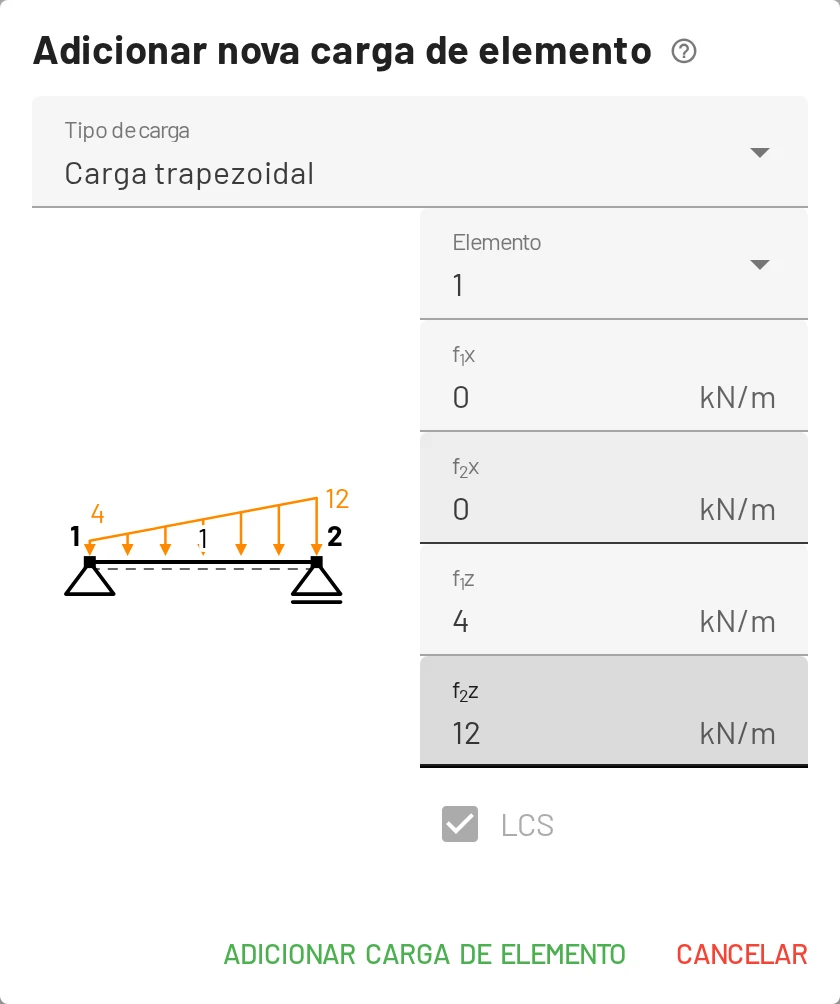 Adicionar nova carga de elemento ?
Tipo de carga
Carga trapezoidal
Elemento
1
f₁x
0 kN/m
f₂x
0 kN/m
4 12
1 1 2
f₁z
4 kN/m
f₂z
12 kN/m
LCS
ADICIONAR CARGA DE ELEMENTO CANCELAR